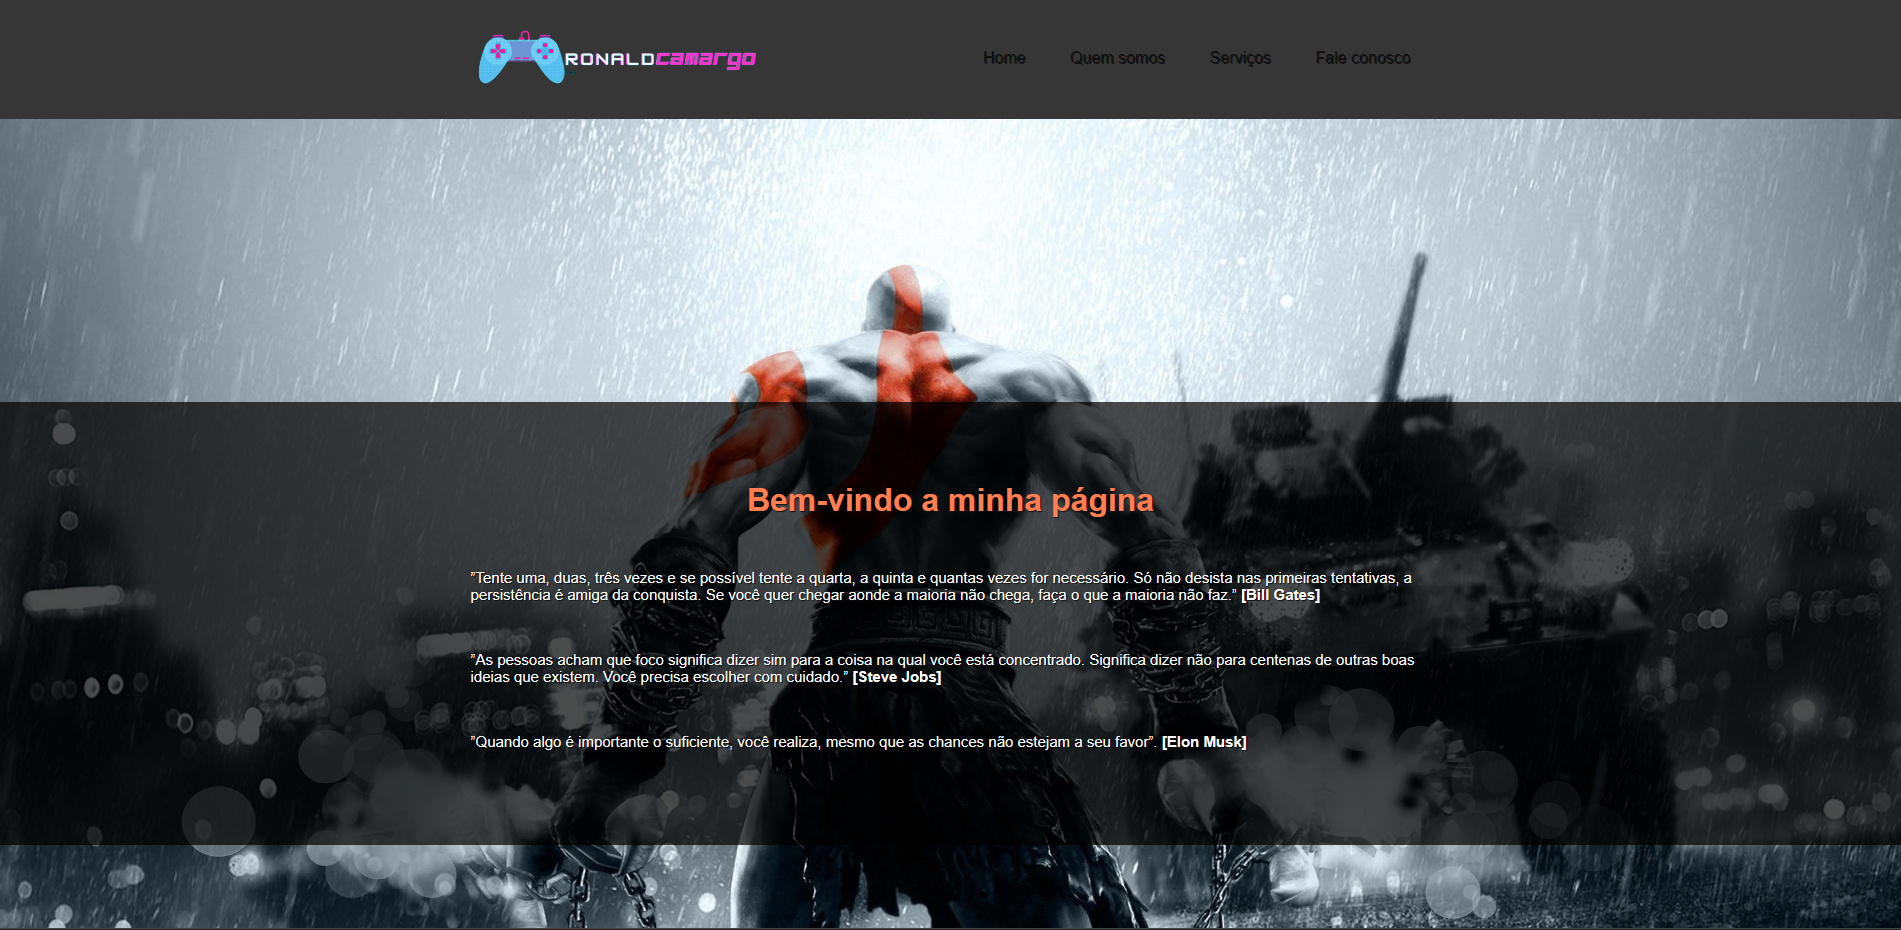 RONALDcamargo
Home Quem somos Serviços Fale conosco
Bem-vindo a minha página
”Tente uma, duas, três vezes e se possível tente a quarta, a quinta e quantas vezes for necessário. Só não desista nas primeiras tentativas, a
persistência é amiga da conquista. Se você quer chegar aonde a maioria não chega, faça o que a maioria não faz.” [Bill Gates]
”As pessoas acham que foco significa dizer sim para a coisa na qual você está concentrado. Significa dizer não para centenas de outras boas
ideias que existem. Você precisa escolher com cuidado.” [Steve Jobs]
”Quando algo é importante o suficiente, você realiza, mesmo que as chances não estejam a seu favor”. [Elon Musk]